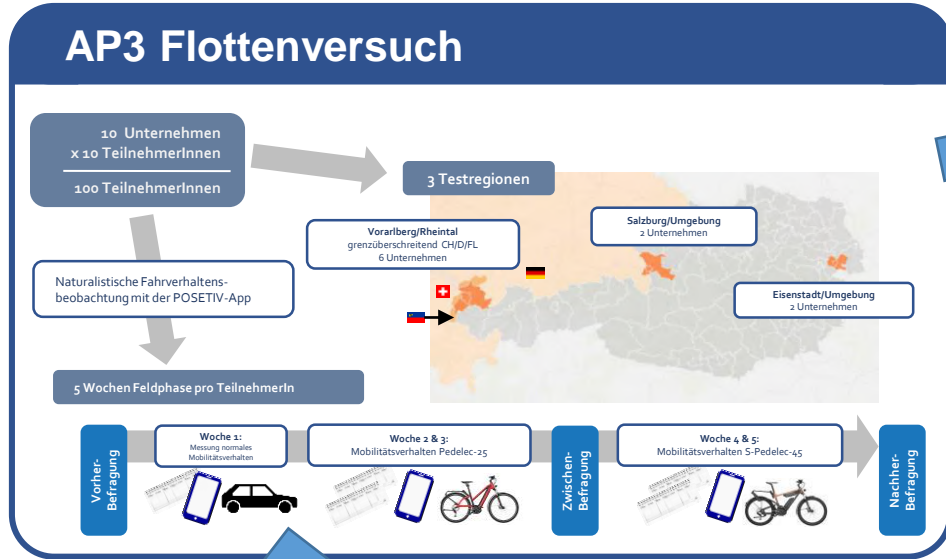 AP3 Flottenversuch
10 Unternehmen
x 10 TeilnehmerInnen
100 TeilnehmerInnen
3 Testregionen
Vorarlberg/Rheintal
grenzüberschreitend CH/D/FL
6 Unternehmen
Salzburg/Umgebung
2 Unternehmen
Eisenstadt/Umgebung
2 Unternehmen
Naturalistische Fahrverhaltens-
beobachtung mit der POSETIV-App
5 Wochen Feldphase pro TeilnehmerIn
Vorher-
Befragung
Woche 1:
Messung normales
Mobilitätsverhalten
Woche 2 & 3:
Mobilitätsverhalten Pedelec-25
Zwischen-
Befragung
Woche 4 & 5:
Mobilitätsverhalten S-Pedelec-45
Nachher-
Befragung